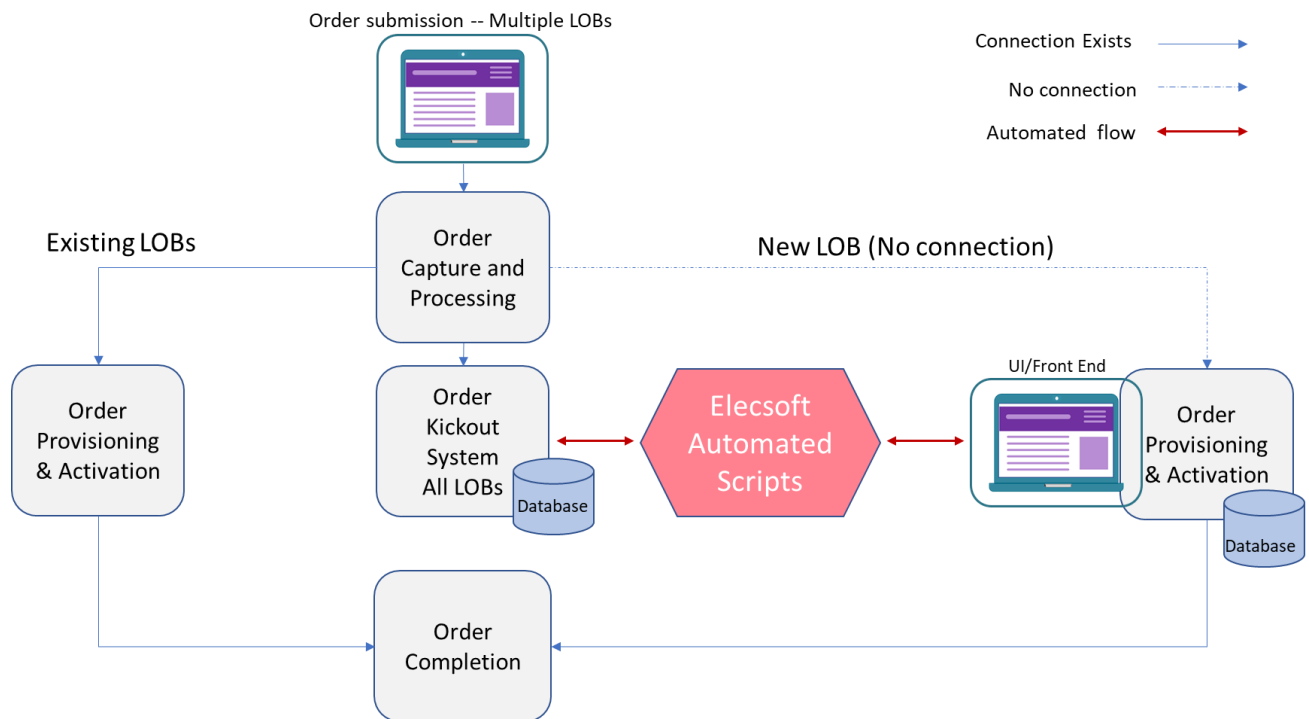 Order submission -- Multiple LOBs
Connection Exists
No connection
Automated flow
Order
Capture and
Processing
Existing LOBs
New LOB (No connection)
Order
Provisioning
& Activation
Order
Kickout
System
All LOBs
Database
Elecsoft
Automated
Scripts
UI/Front End
Order
Provisioning
& Activation
Database
Order
Completion